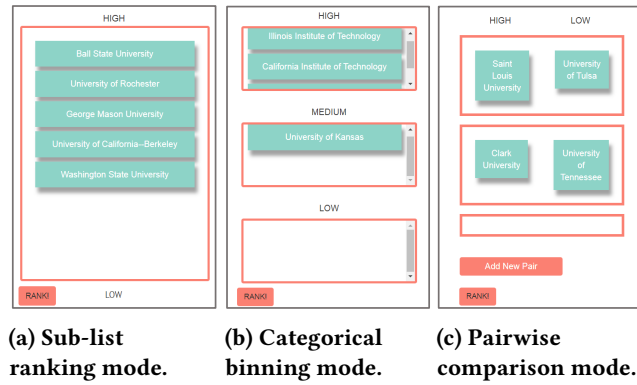 HIGH
Ball State University
University of Rochester
George Mason University
University of California--Berkeley
Washington State University
RANK!
LOW
(a) Sub-list
ranking mode.
HIGH
Illinois Institute of Technology
California Institute of Technology
MEDIUM
University of Kansas
LOW
RANK!
(b) Categorical
binning mode.
HIGH LOW
Saint
Louis
University
University
of Tulsa
Clark
University
University
of
Tennessee
Add New Pair
RANK!
(c) Pairwise
comparison mode.